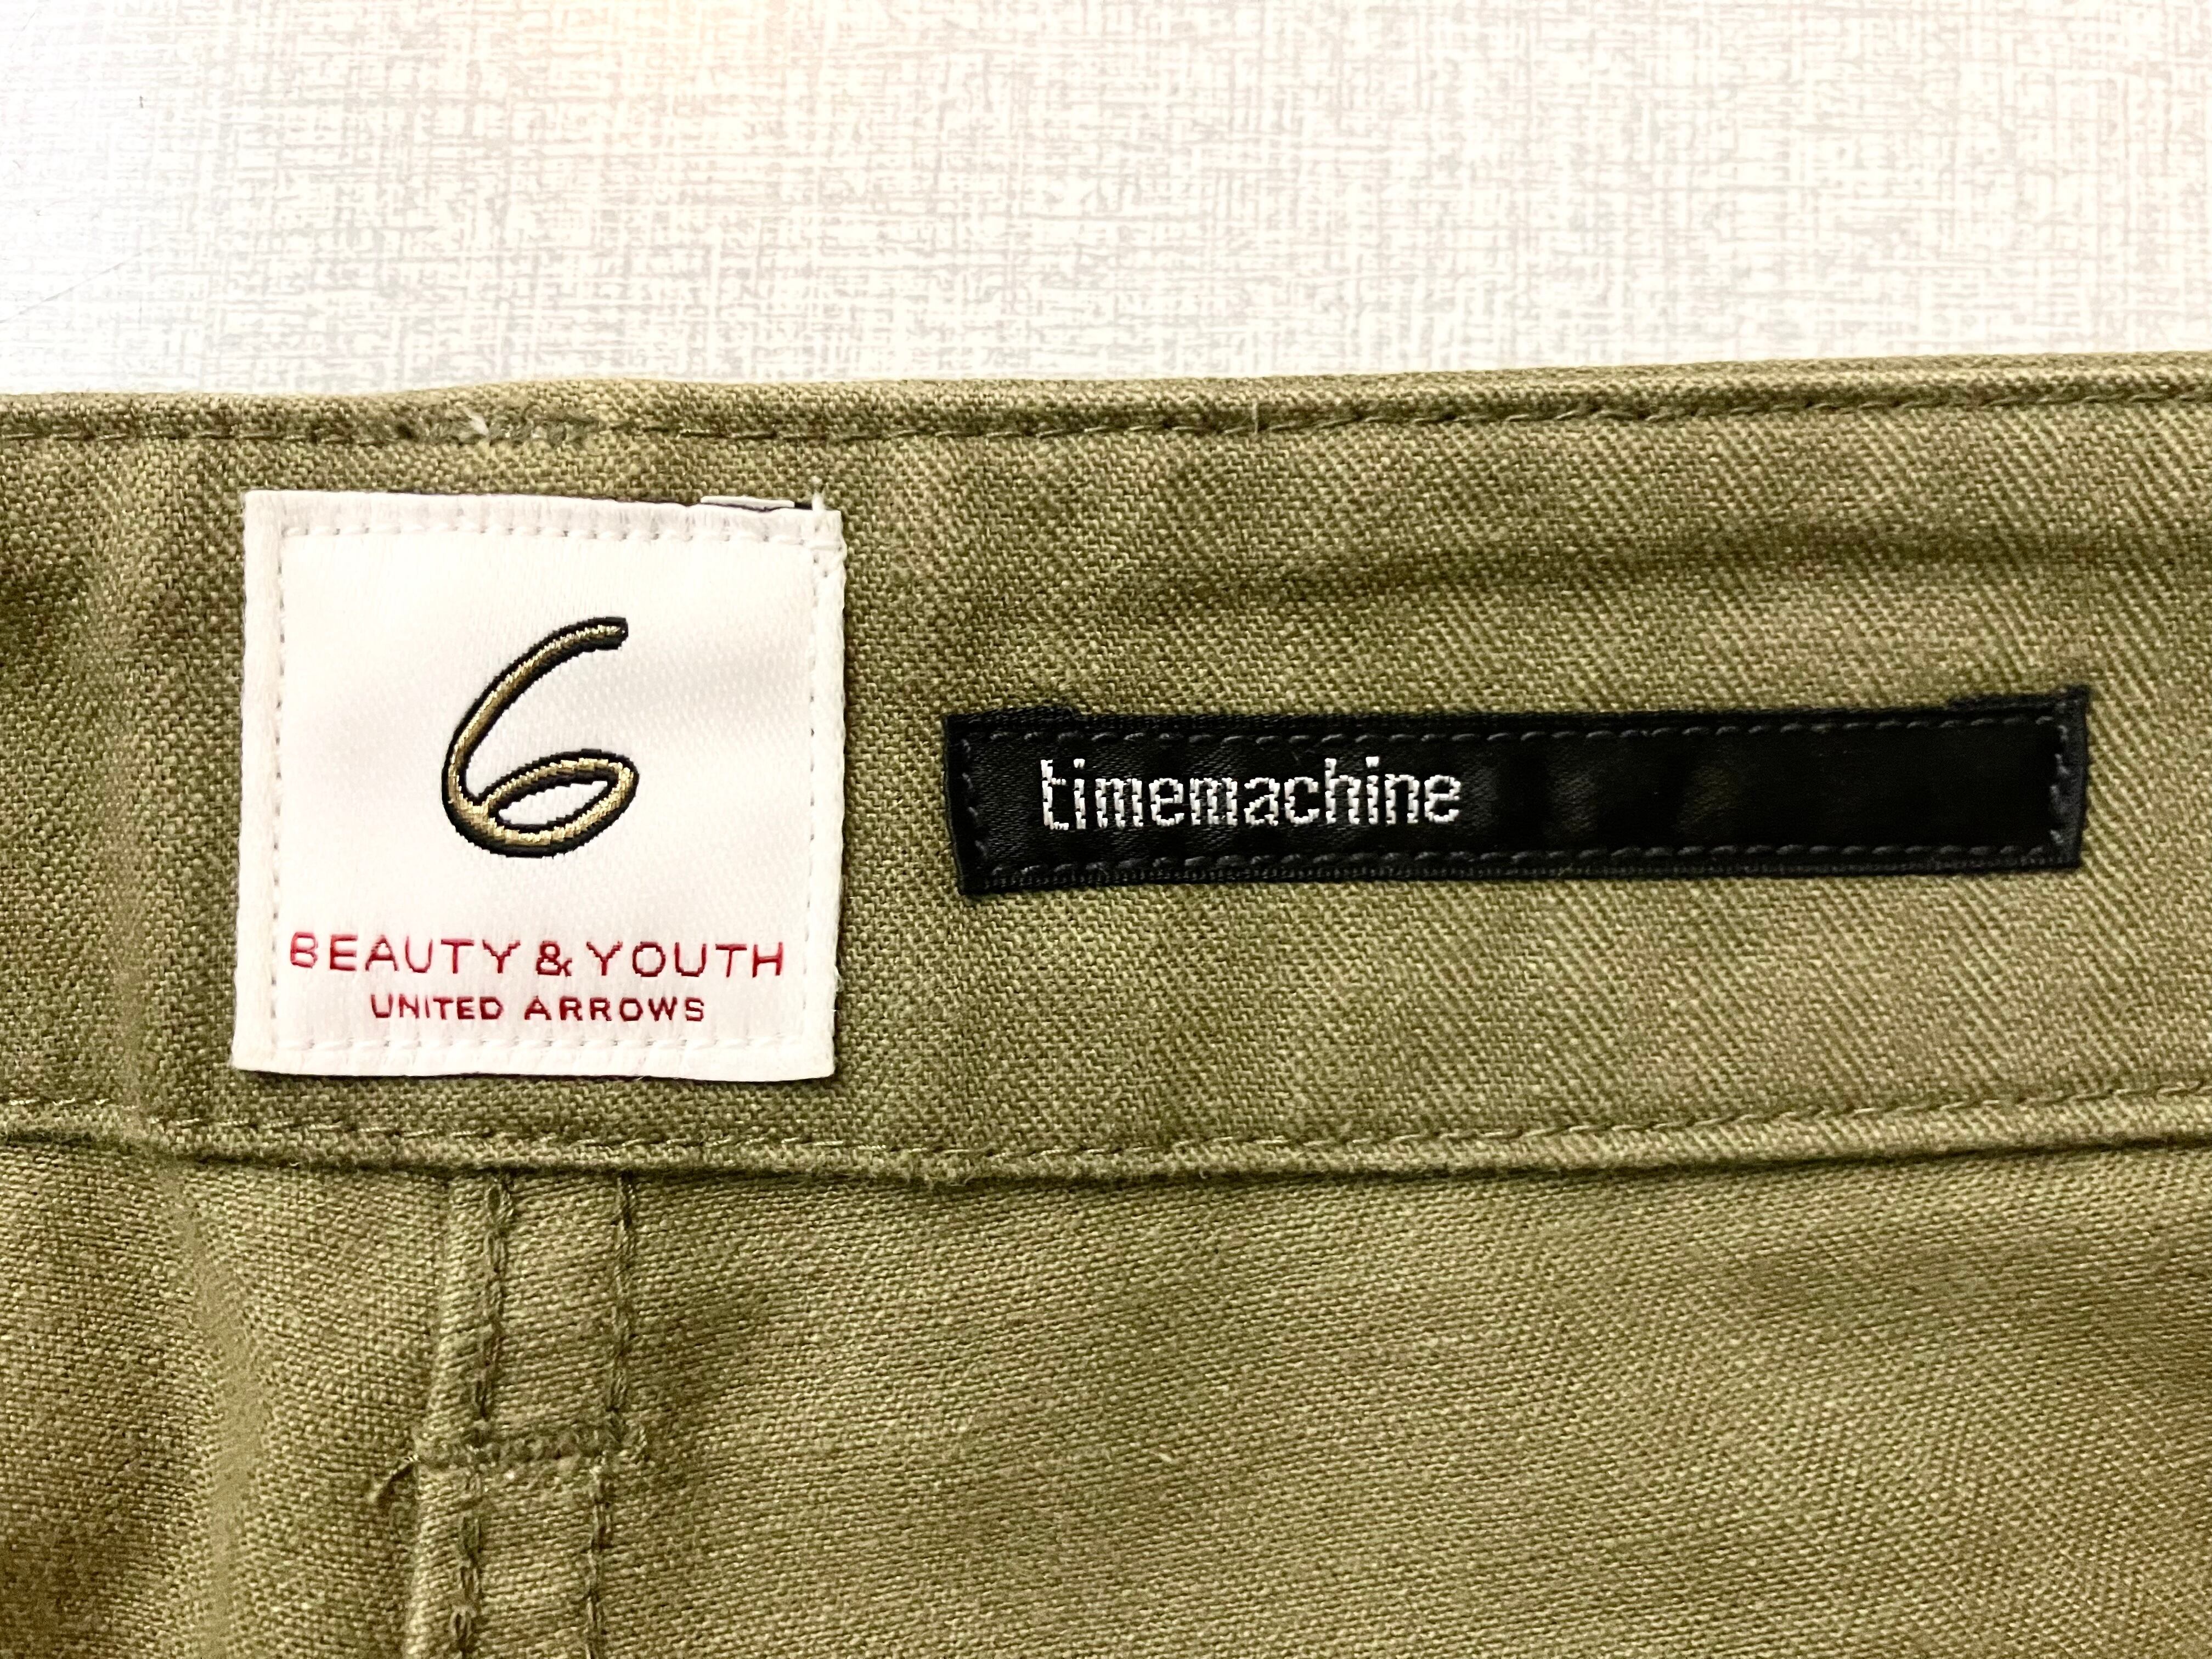 6
BEAUTY & YOUTH
UNITED ARROWS
timemachine